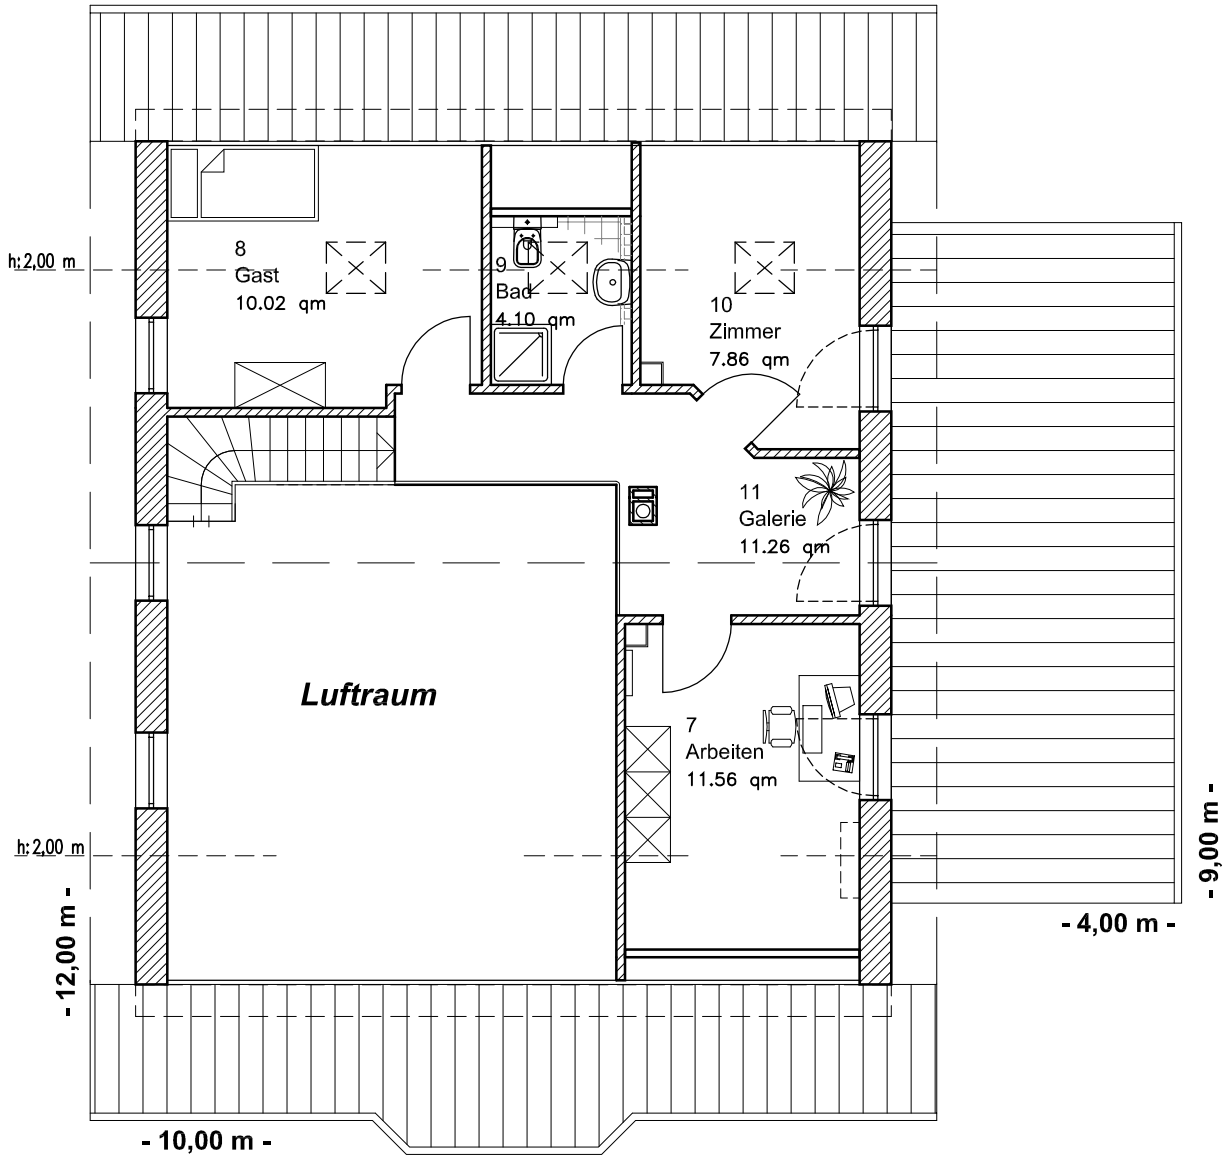 h:2,00 m
8
Gast
10.02 qm
9
Bad
4.10 qm
10
Zimmer
7.86 qm
11
Galerie
11.26 qm
Luftraum
7
Arbeiten
11.56 qm
h:2,00 m
- 12,00 m -
- 9,00 m -
- 4,00 m -
- 10,00 m -